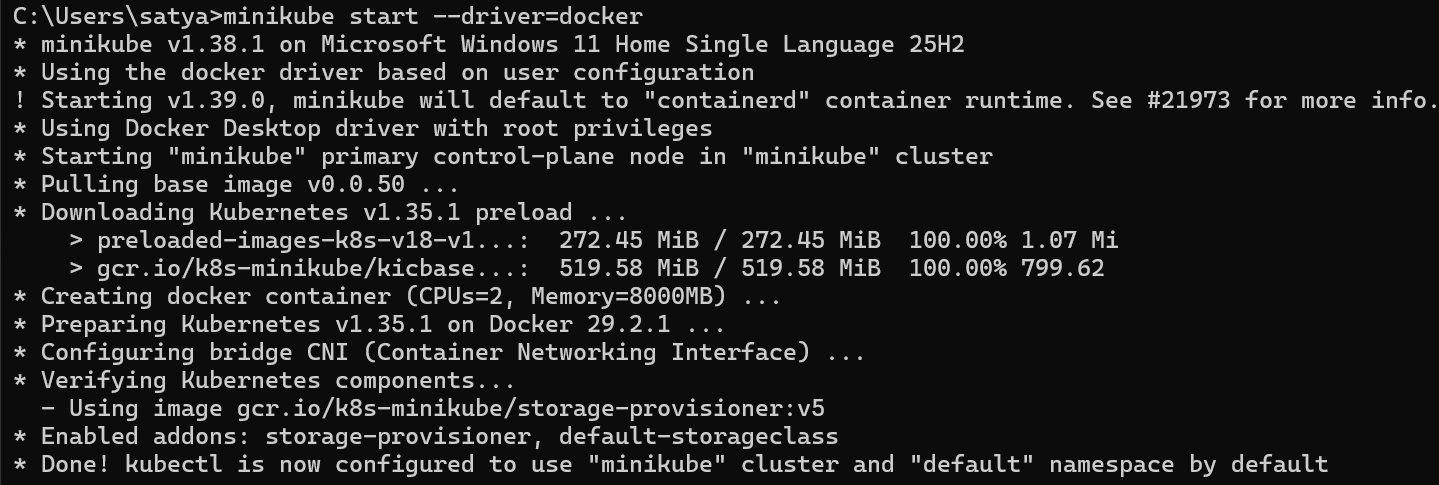 C:\Users\satya>minikube start --driver=docker
* minikube v1.38.1 on Microsoft Windows 11 Home Single Language 25H2
* Using the docker driver based on user configuration
! Starting v1.39.0, minikube will default to "containerd" container runtime. See #21973 for more info.
* Using Docker Desktop driver with root privileges
* Starting "minikube" primary control-plane node in "minikube" cluster
* Pulling base image v0.0.50 ...
* Downloading Kubernetes v1.35.1 preload ...
    > preloaded-images-k8s-v18-v1...:  272.45 MiB / 272.45 MiB  100.00% 1.07 Mi
    > gcr.io/k8s-minikube/kicbase...:  519.58 MiB / 519.58 MiB  100.00% 799.62
* Creating docker container (CPUs=2, Memory=8000MB) ...
* Preparing Kubernetes v1.35.1 on Docker 29.2.1 ...
* Configuring bridge CNI (Container Networking Interface) ...
* Verifying Kubernetes components...
  - Using image gcr.io/k8s-minikube/storage-provisioner:v5
* Enabled addons: storage-provisioner, default-storageclass
* Done! kubectl is now configured to use "minikube" cluster and "default" namespace by default